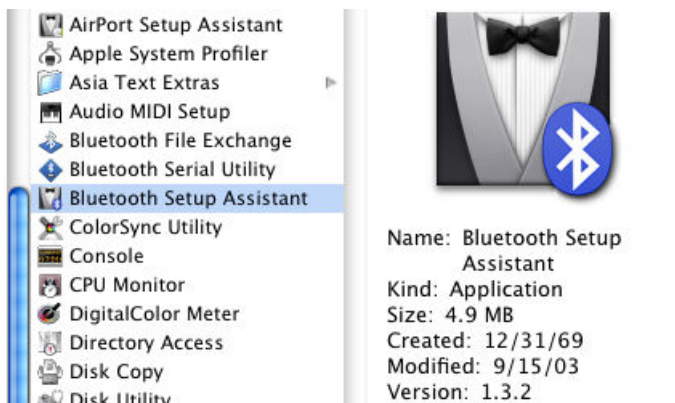 AirPort Setup Assistant
Apple System Profiler
Asia Text Extras
Audio MIDI Setup
Bluetooth File Exchange
Bluetooth Serial Utility
Bluetooth Setup Assistant
ColorSync Utility
Console
CPU Monitor
DigitalColor Meter
Directory Access
Disk Copy
Disk Utility
Name: Bluetooth Setup
Assistant
Kind: Application
Size: 4.9 MB
Created: 12/31/69
Modified: 9/15/03
Version: 1.3.2